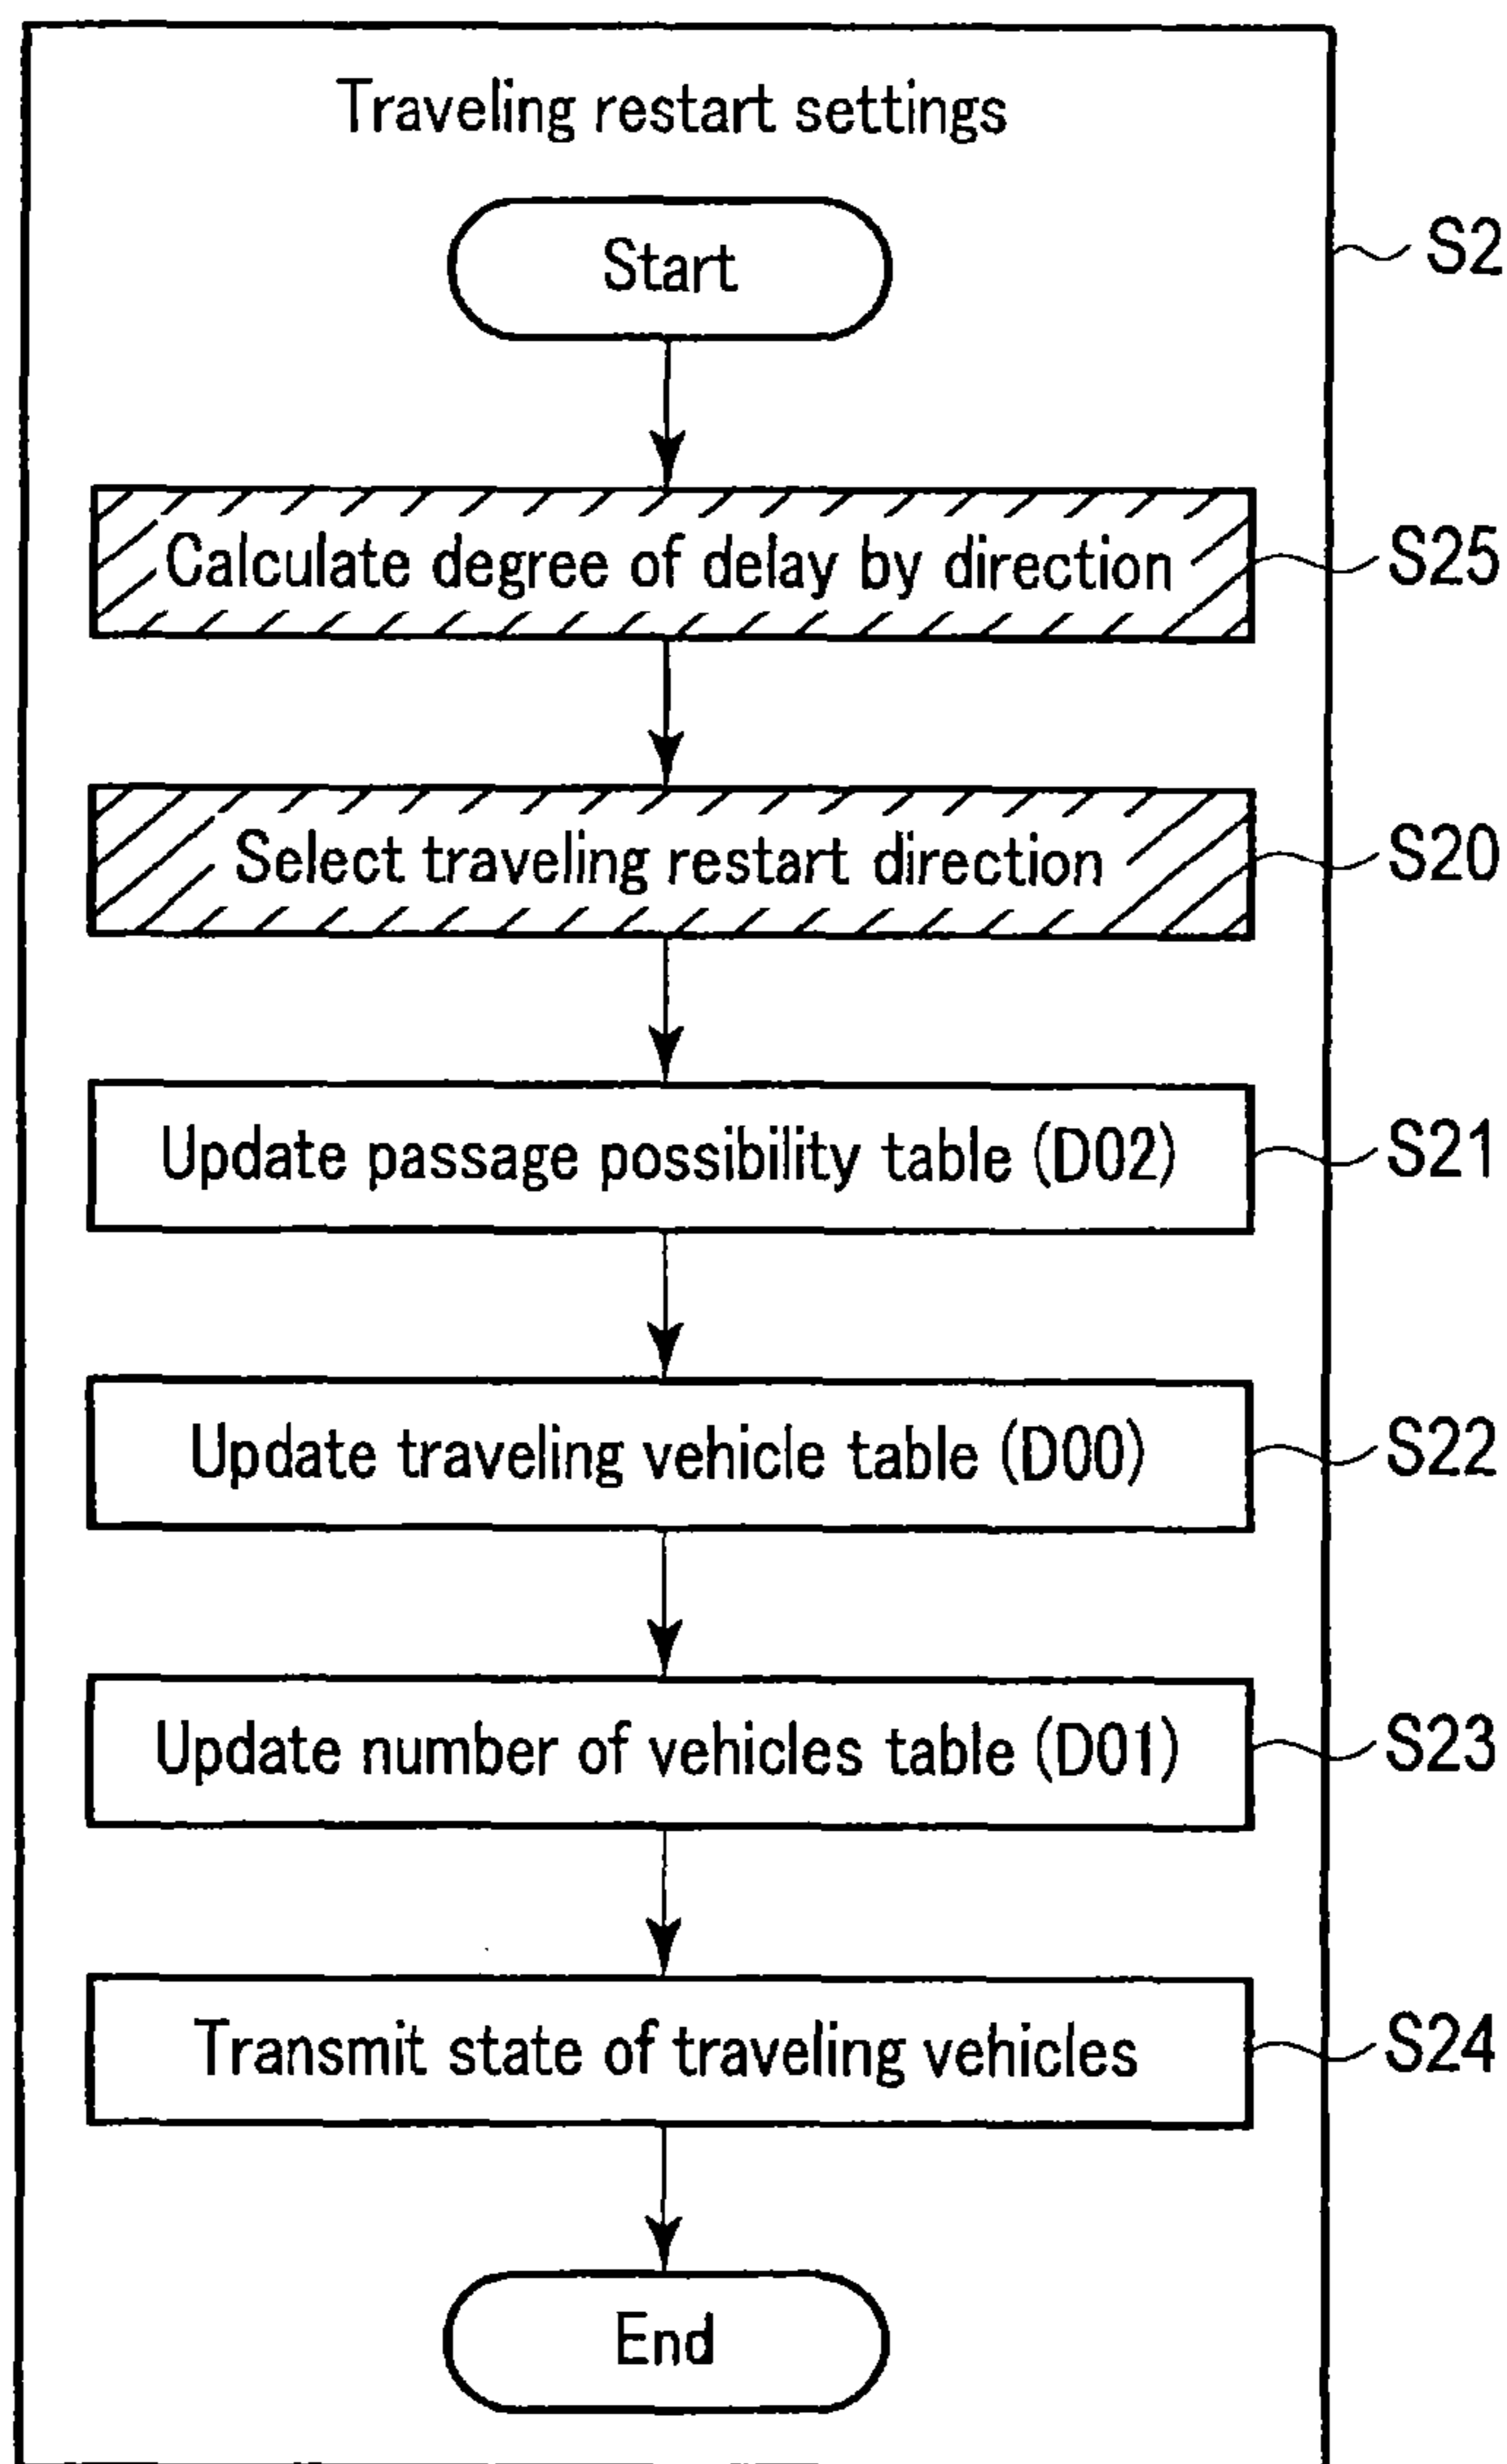 Traveling restart settings
Start
S2
Calculate degree of delay by direction
S25
Select traveling restart direction
S20
Update passage possibility table (D02)
S21
Update traveling vehicle table (D00)
S22
Update number of vehicles table (D01)
S23
Transmit state of traveling vehicles
S24
End